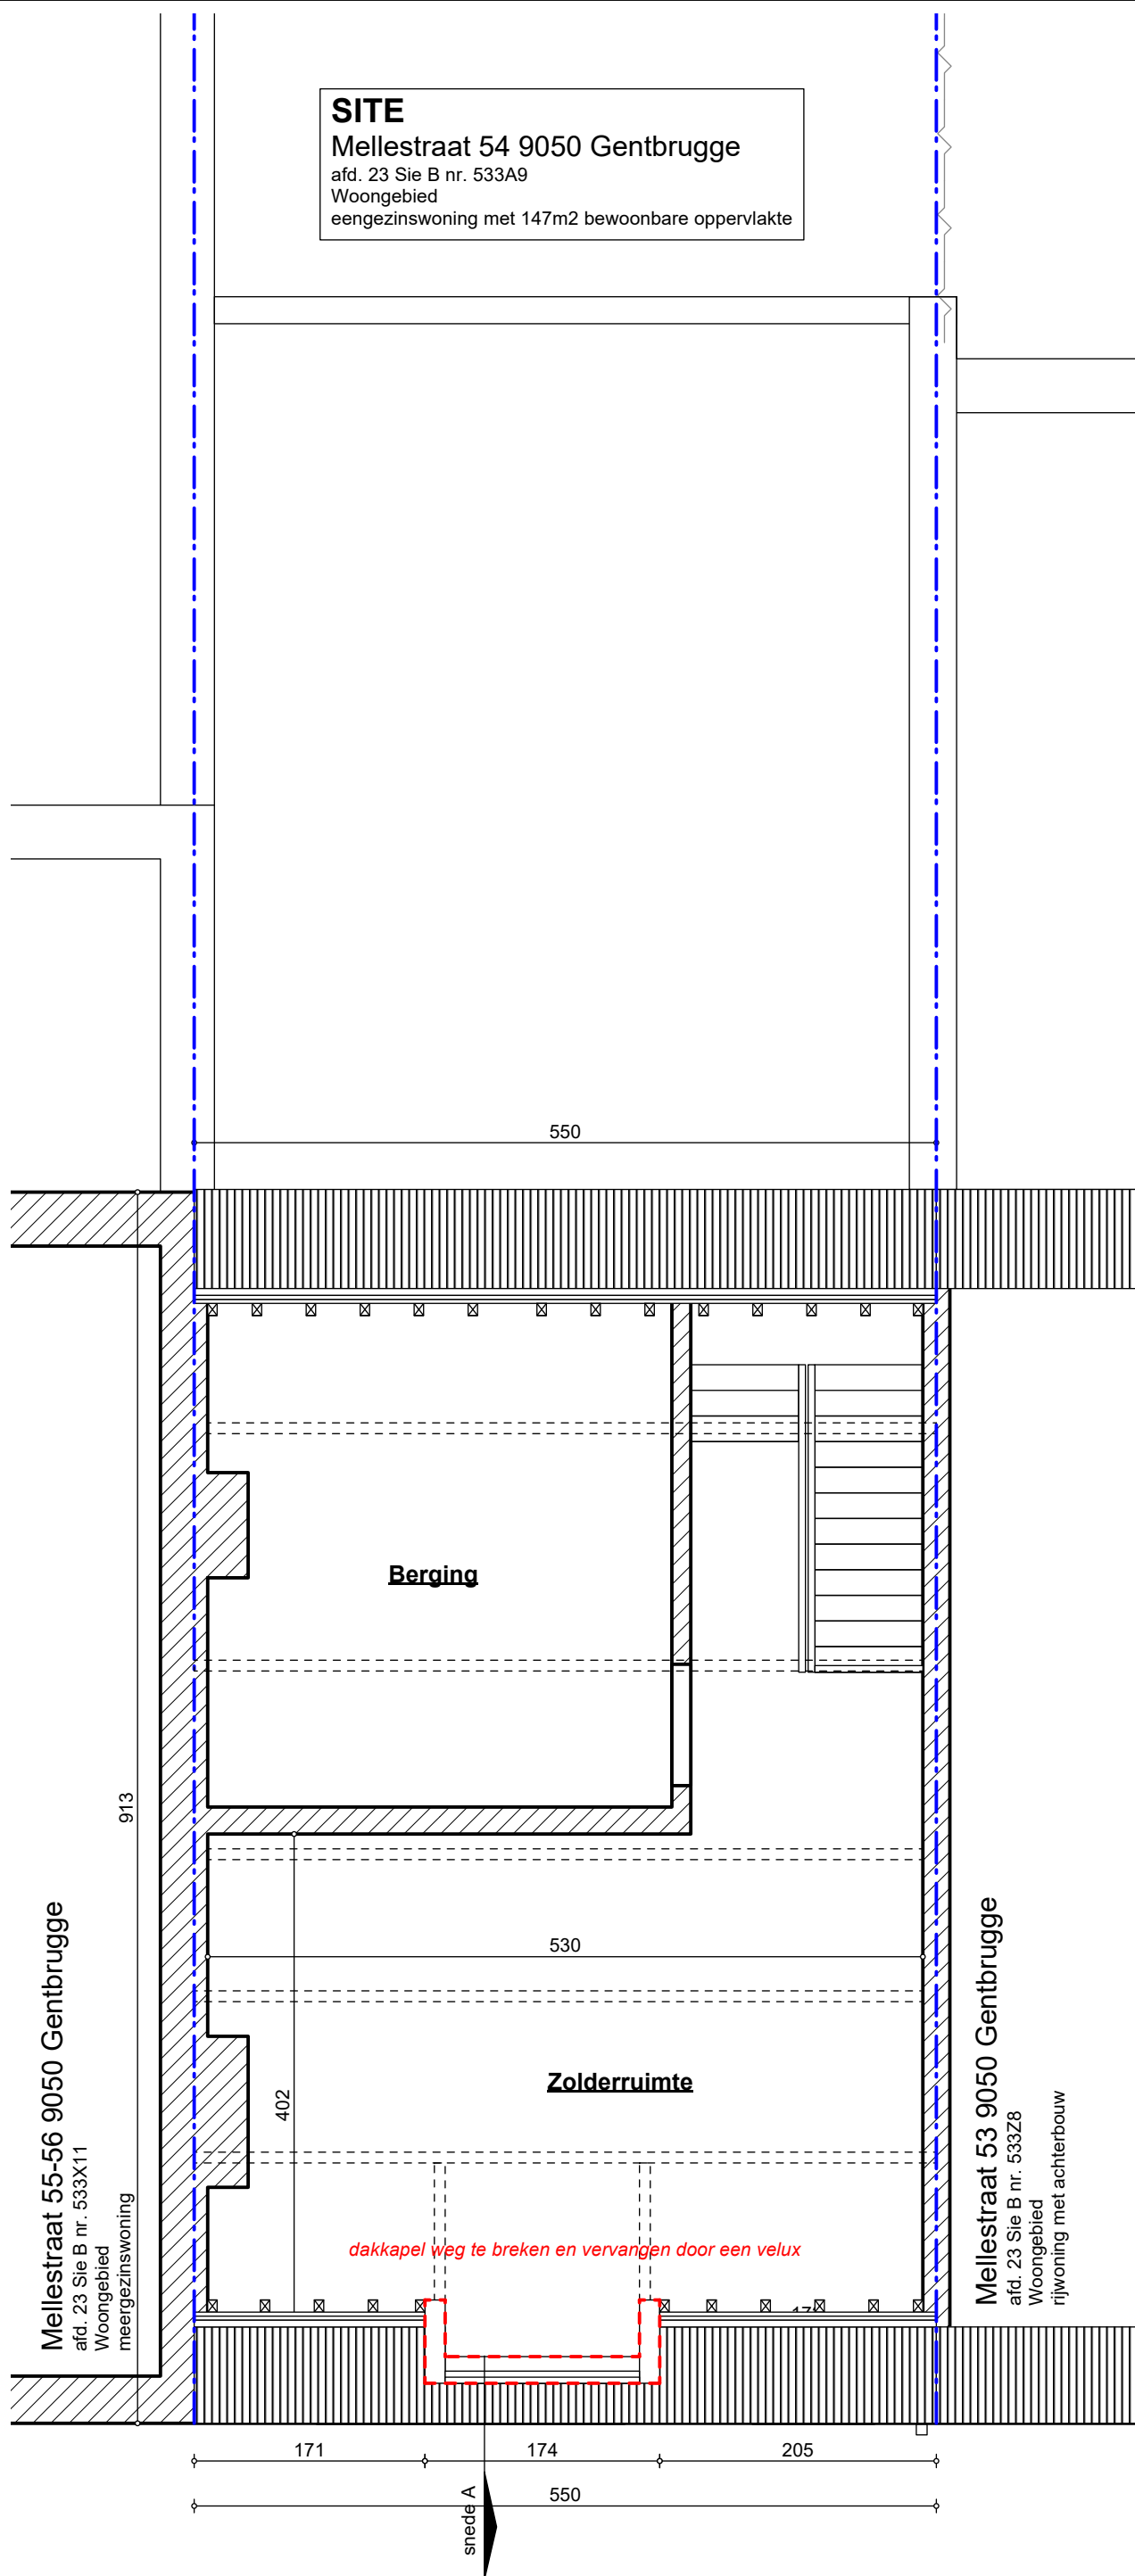 SITE
Mellestraat 54 9050 Gentbrugge
afd. 23 Sie B nr. 533A9
Woongebied
eengezinswoning met 147m2 bewoonbare oppervlakte
550
Berging
913
530
Zolderruimte
402
Mellestraat 55-56 9050 Gentbrugge
afd. 23 Sie B nr. 533X11
Woongebied
meergezinswoning
Mellestraat 53 9050 Gentbrugge
afd. 23 Sie B nr. 533Z8
Woongebied
rijwoning met achterbouw
dakkapel weg te breken en vervangen door een velux
171
174
205
550
snede A